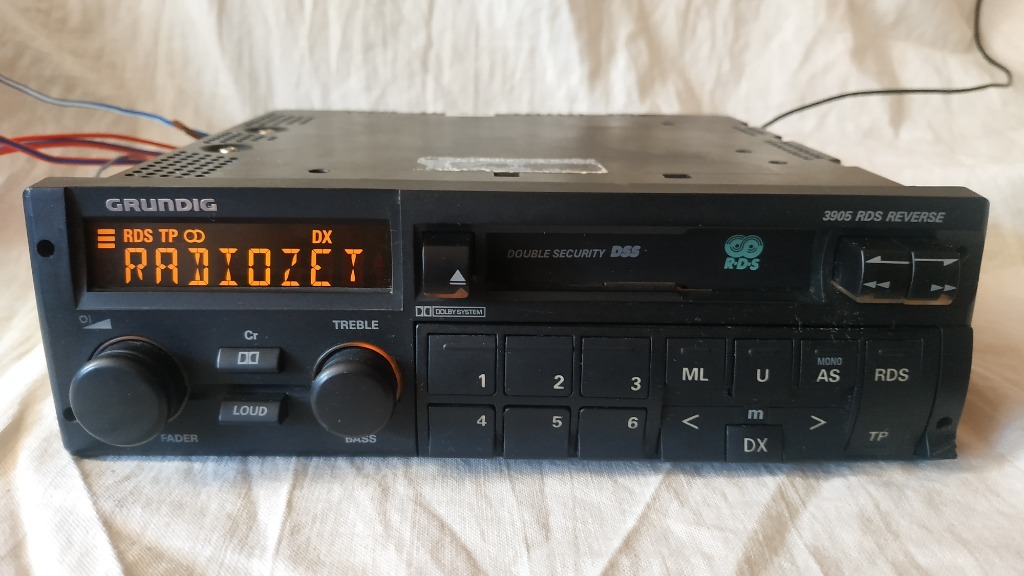 GRUNDIG
3905 RDS REVERSE
RDS TP DX
RADIOZET
DOUBLE SECURITY DSS
R·D·S
DOLBY SYSTEM
Cr
TREBLE
LOUD
FADER
BASS
1 2 3
ML U MONO AS RDS
4 5 6
< m >
DX
TP